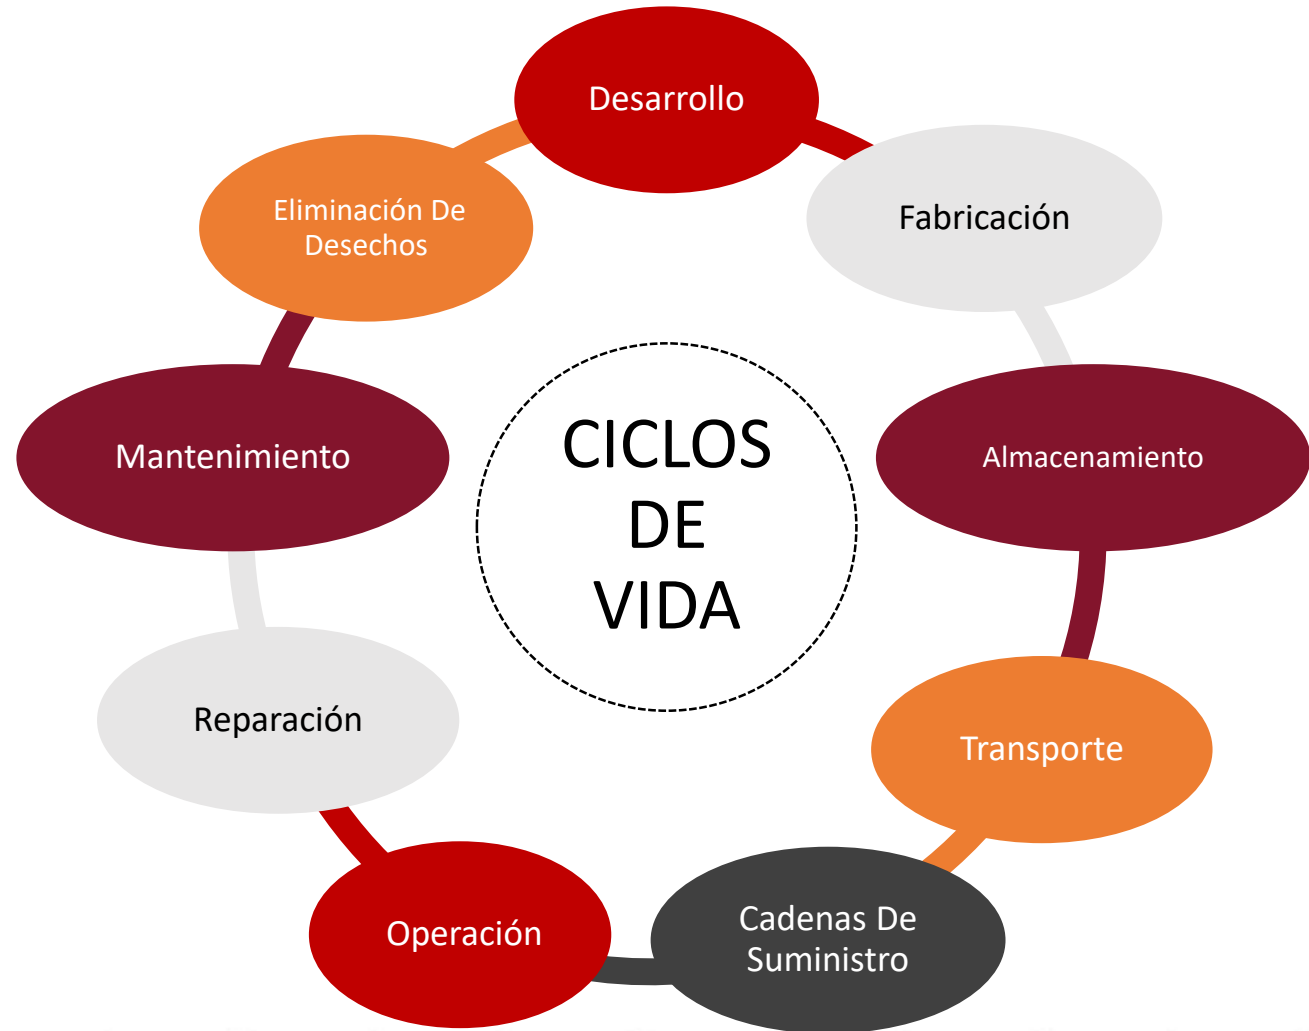 Desarrollo
Fabricación
Almacenamiento
Transporte
Cadenas De
Suministro
Operación
Reparación
Mantenimiento
Eliminación De
Desechos
CICLOS
DE
VIDA